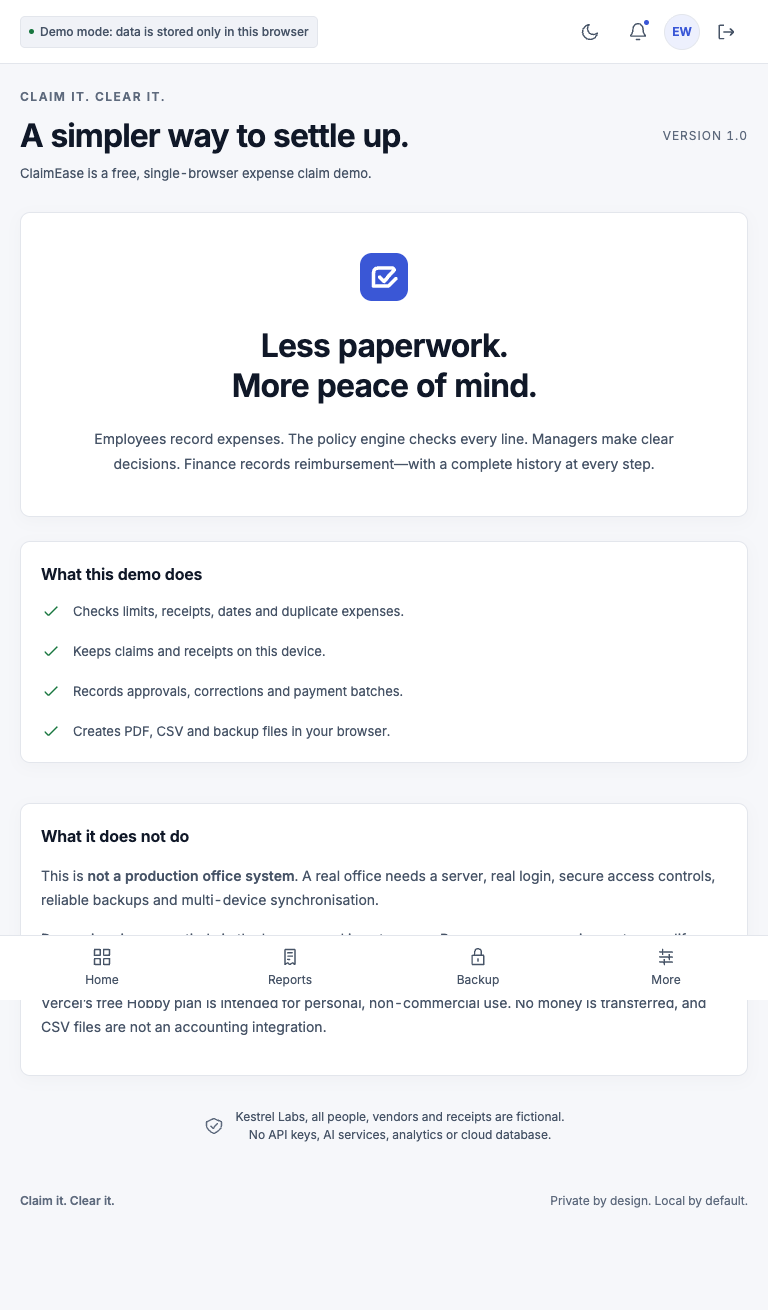 Demo mode: data is stored only in this browser
EW
CLAIM IT. CLEAR IT.
A simpler way to settle up.
VERSION 1.0
ClaimEase is a free, single-browser expense claim demo.
Less paperwork.
More peace of mind.
Employees record expenses. The policy engine checks every line. Managers make clear
decisions. Finance records reimbursement—with a complete history at every step.
What this demo does
Checks limits, receipts, dates and duplicate expenses.
Keeps claims and receipts on this device.
Records approvals, corrections and payment batches.
Creates PDF, CSV and backup files in your browser.
What it does not do
This is not a production office system. A real office needs a server, real login, secure access controls,
reliable backups and multi-device synchronisation.
Home
Reports
Backup
More
Vercel's free Hobby plan is intended for personal, non-commercial use. No money is transferred, and
CSV files are not an accounting integration.
Kestrel Labs, all people, vendors and receipts are fictional.
No API keys, AI services, analytics or cloud database.
Claim it. Clear it.
Private by design. Local by default.